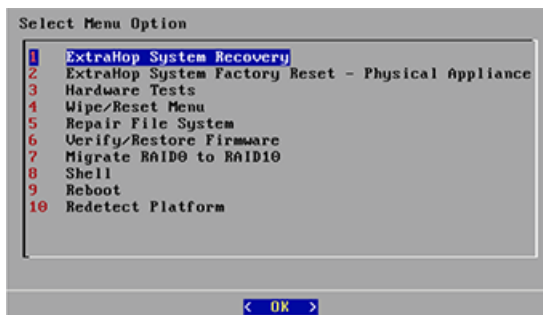 Select Menu Option
1 ExtraHop System Recovery
2 ExtraHop System Factory Reset - Physical Appliance
3 Hardware Tests
4 Wipe/Reset Menu
5 Repair File System
6 Verify/Restore Firmware
7 Migrate RAID0 to RAID10
8 Shell
9 Reboot
10 Redetect Platform
< OK >